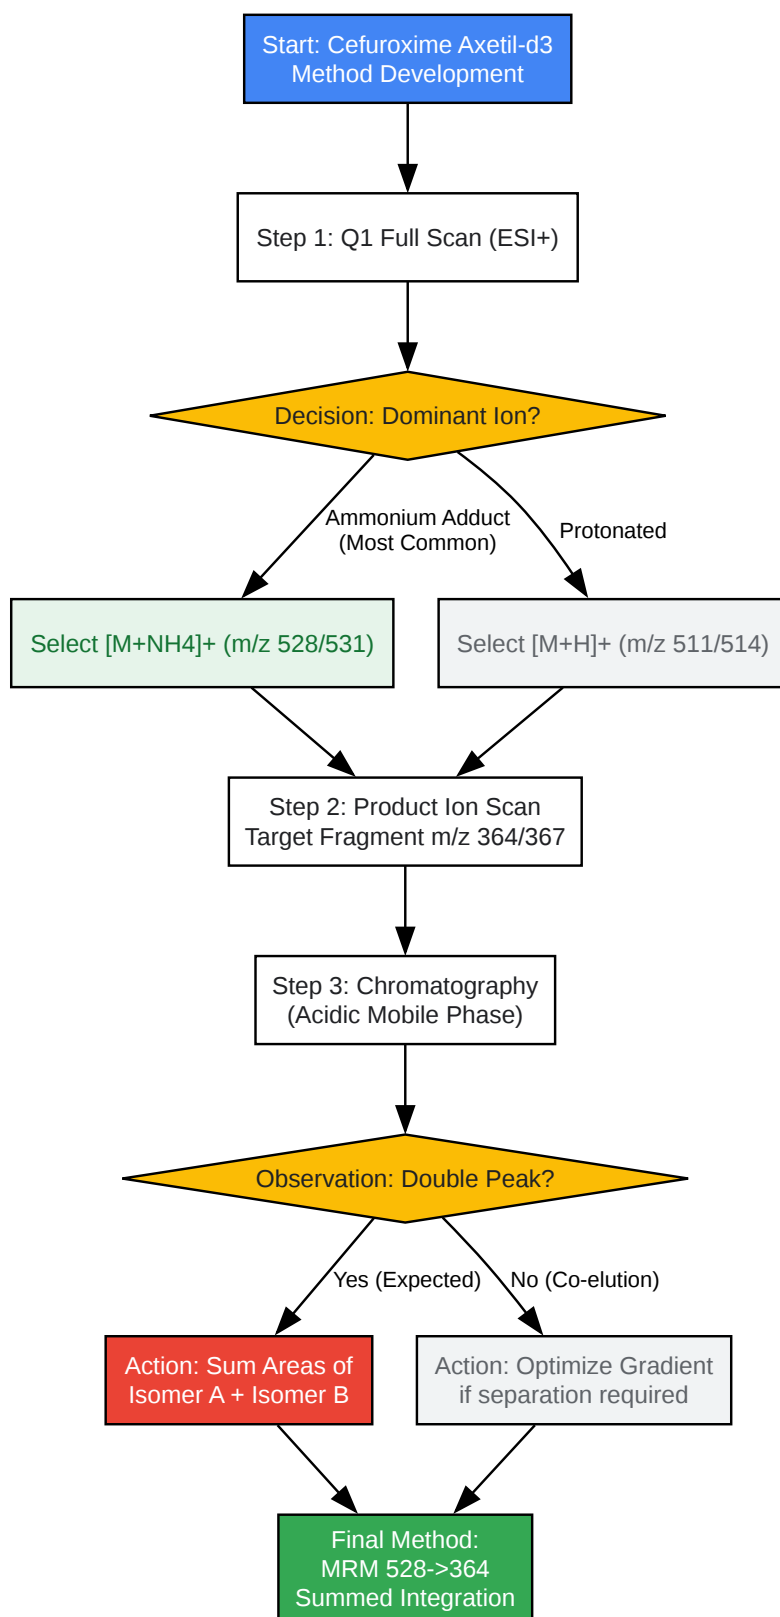 Start: Cefuroxime Axetil-d3
Method Development
Step 1: Q1 Full Scan (ESI+)
Decision: Dominant Ion?
Ammonium Adduct
(Most Common)
Protonated
Select [M+NH4]+ (m/z 528/531)
Select [M+H]+ (m/z 511/514)
Step 2: Product Ion Scan
Target Fragment m/z 364/367
Step 3: Chromatography
(Acidic Mobile Phase)
Observation: Double Peak?
Yes (Expected)
No (Co-elution)
Action: Sum Areas of
Isomer A + Isomer B
Action: Optimize Gradient
if separation required
Final Method:
MRM 528->364
Summed Integration